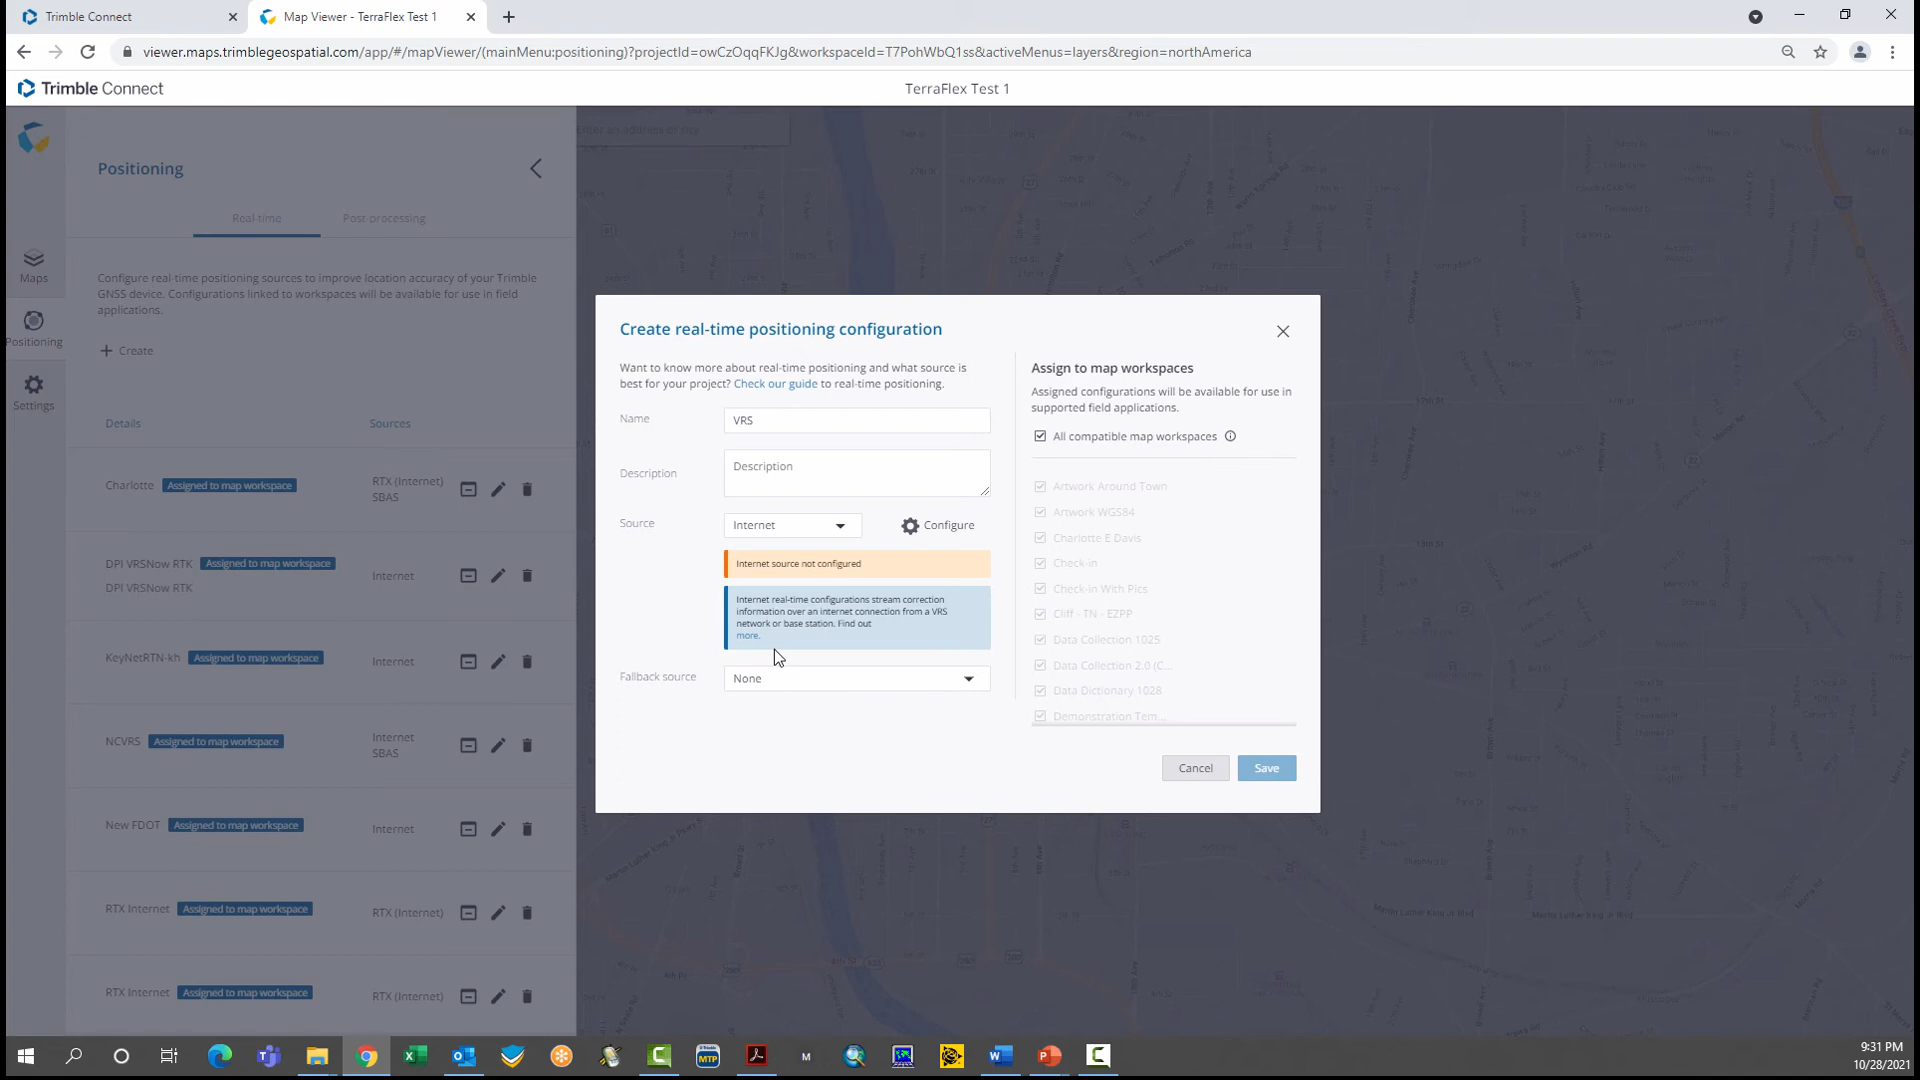 Trimble Connect
Map Viewer - TerraFlex Test 1
viewer.maps.trimblegeospatial.com/app/#/mapViewer/(mainMenu:positioning)?projectId=owCzOqqFKJg&workspaceId=T7PohWbQ1ss&activeMenus=layers&region=northAmerica
Trimble Connect
TerraFlex Test 1
Enter an address or city
Maps
Positioning
Settings
Positioning
Real-time
Post-processing
Configure real-time positioning sources to improve location accuracy of your Trimble
GNSS device. Configurations linked to workspaces will be available for use in field
applications.
+ Create
Details
Sources
Charlotte Assigned to map workspace
RTX (Internet)
SBAS
DPI VRSNow RTK Assigned to map workspace
DPI VRSNow RTK
Internet
KeyNetRTN-kh Assigned to map workspace
Internet
NCVRS Assigned to map workspace
Internet
SBAS
New FDOT Assigned to map workspace
Internet
RTX Internet Assigned to map workspace
RTX (Internet)
RTX Internet Assigned to map workspace
RTX (Internet)
Create real-time positioning configuration
Want to know more about real-time positioning and what source is
best for your project? Check our guide to real-time positioning.
Name
VRS
Description
Description
Source
Internet
Configure
Internet source not configured
Internet real-time configurations stream correction
information over an internet connection from a VRS
network or base station. Find out
more.
Fallback source
None
Assign to map workspaces
Assigned configurations will be available for use in
supported field applications.
All compatible map workspaces
Artwork Around Town
Artwork WGS84
Charlotte E Davis
Check-in
Check-in With Pics
Cliff - TN - EZPP
Data Collection 1025
Data Collection 2.0 (C...
Data Dictionary 1028
Demonstration Tem...
Cancel
Save
MTP
M
9:31 PM
10/28/2021